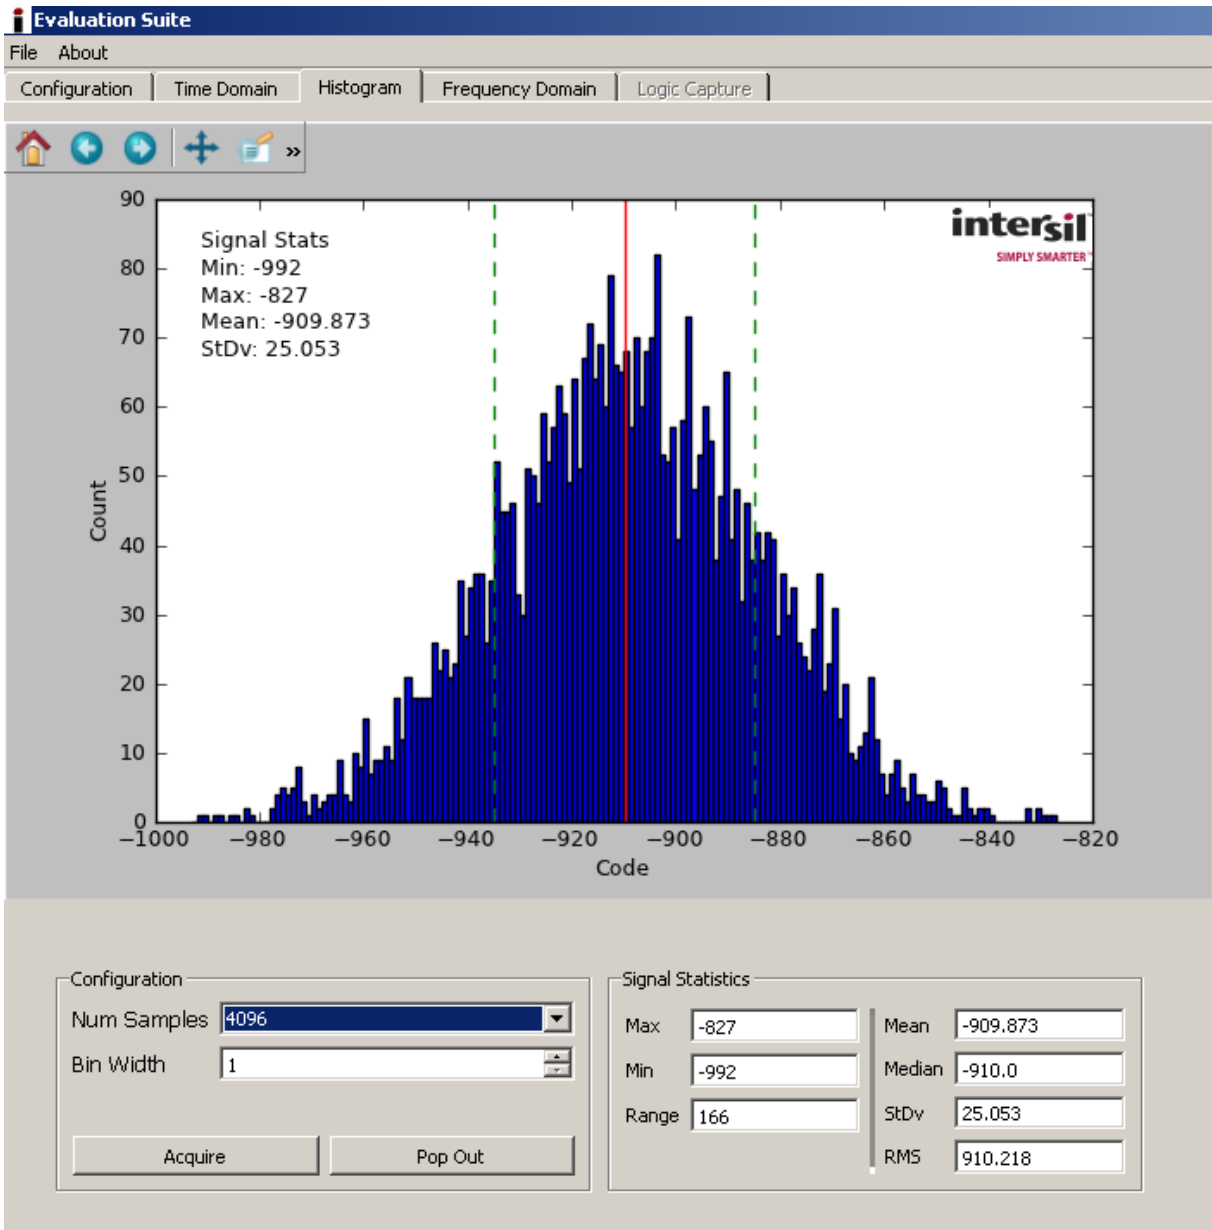 Evaluation Suite
File About
Configuration Time Domain Histogram Frequency Domain Logic Capture
»
intersil
SIMPLY SMARTER™
Signal Stats
Min: -992
Max: -827
Mean: -909.873
StDv: 25.053
90
80
70
60
50
40
30
20
10
0
Count
−1000 −980 −960 −940 −920 −900 −880 −860 −840 −820
Code
Configuration
Num Samples 4096
Bin Width 1
Acquire Pop Out
Signal Statistics
Max -827 Mean -909.873
Min -992 Median -910.0
Range 166 StDv 25.053
RMS 910.218